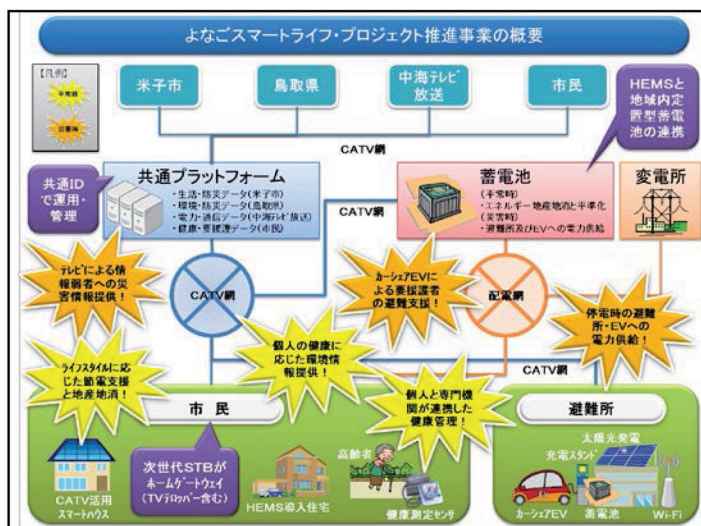 よなごスマートライフ・プロジェクト推進事業の概要
【凡例】
平常時
災害時
米子市
鳥取県
中海テレビ
放送
市民
HEMSと
地域内定
置型蓄電
池の連携
CATV網
共通IDで
運用・
管理
共通プラットフォーム
・生活・防災データ(米子市)
・環境・防災データ(鳥取県)
・電力・通信データ(中海テレビ放送)
・健康・要援護データ(市民)
CATV網
蓄電池
(平常時)
・エネルギー地産地消と平準化
(災害時)
・避難所及びEVへの電力供給
変電所
テレビによる情
報弱者への災
害情報提供！
CATV網
カーシェアEVに
よる要援護者
の避難支援！
配電網
停電時の避難
所・EVへの
電力供給！
ライフスタイルに応
じた節電支援
と地産地消！
個人の健康に
応じた環境情
報提供！
CATV網
個人と専門機
関が連携した
健康管理！
市民
避難所
次世代STBが
ホームゲートウェイ
(TVテロッパー含む)
CATV活用
スマートハウス
HEMS導入住宅
高齢者
健康測定センサ
太陽光発電
充電スタンド
カーシェアEV
蓄電池
Wi-Fi